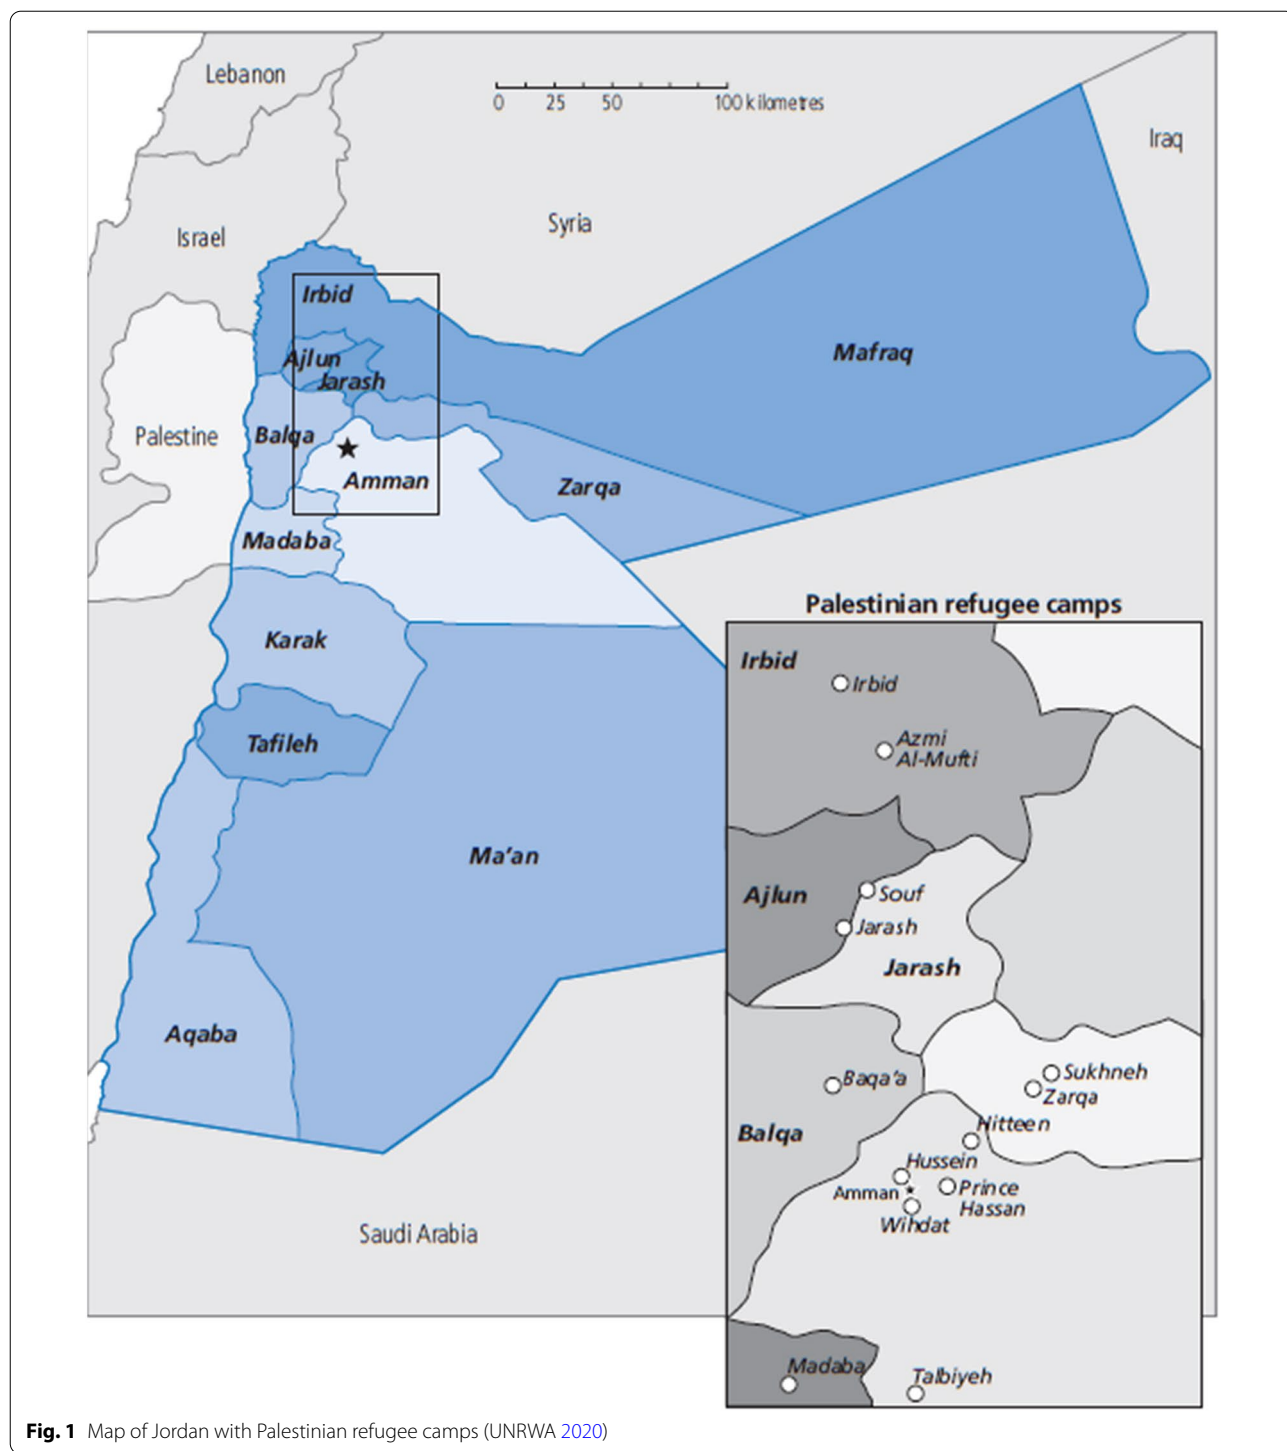 Lebanon
0 25 50 100 kilometres
Iraq
Syria
Israel
Irbid
Mafraq
Ajlun
Jarash
Palestine
Balqa
★
Amman
Zarqa
Madaba
Karak
Tafileh
Ma'an
Aqaba
Saudi Arabia
Palestinian refugee camps
Irbid
Irbid
Azmi
Al-Mufti
Ajlun
Souf
Jarash
Jarash
Baqa'a
Sukhneh
Zarqa
Balqa
Hitteen
Hussein
Amman
Prince
Hassan
Wihdat
Madaba
Talbiyeh
Fig. 1 Map of Jordan with Palestinian refugee camps (UNRWA 2020)